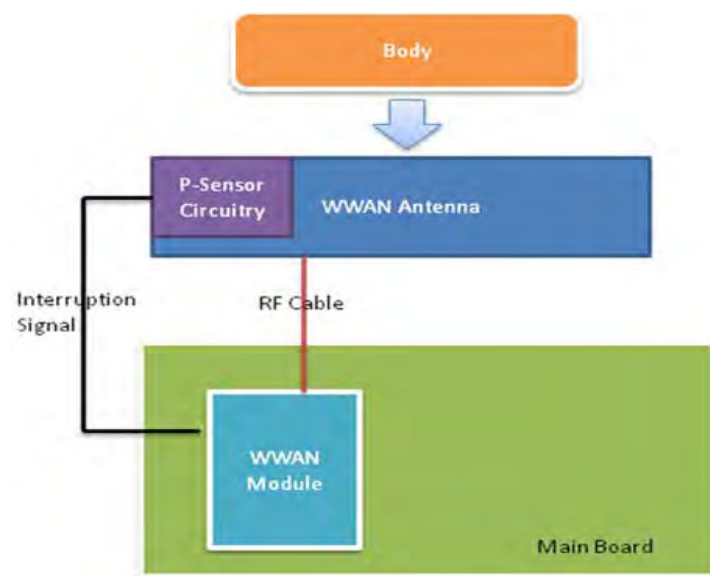 Body
P-Sensor
Circuitry
WWAN Antenna
Interruption
Signal
RF Cable
WWAN
Module
Main Board